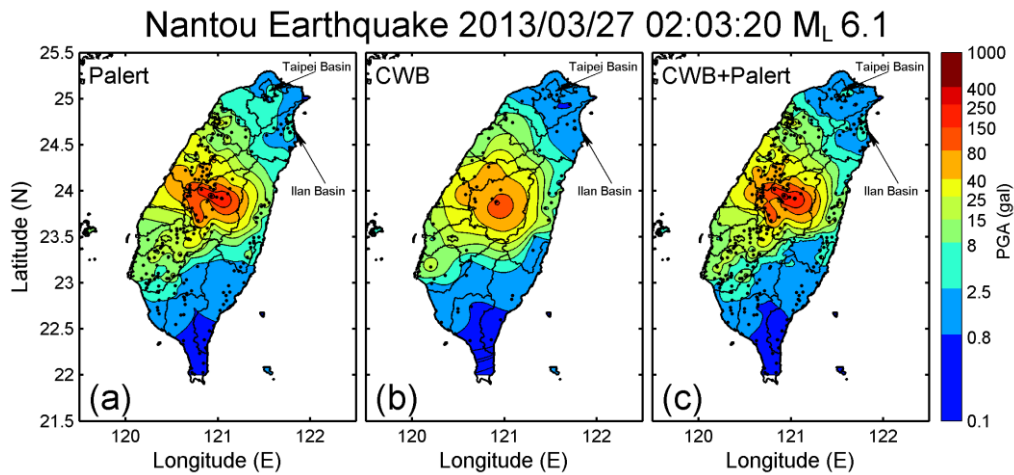 Nantou Earthquake 2013/03/27 02:03:20 ML 6.1
Palert
Taipei Basin
Ilan Basin
(a)
CWB
Taipei Basin
Ilan Basin
(b)
CWB+Palert
Taipei Basin
Ilan Basin
(c)
25.5
25
24.5
24
23.5
23
22.5
22
21.5
Latitude (N)
120 121 122
120 121 122
120 121 122
Longitude (E)
Longitude (E)
Longitude (E)
1000
400
250
150
80
40
25
15
8
2.5
0.8
0.1
PGA (gal)